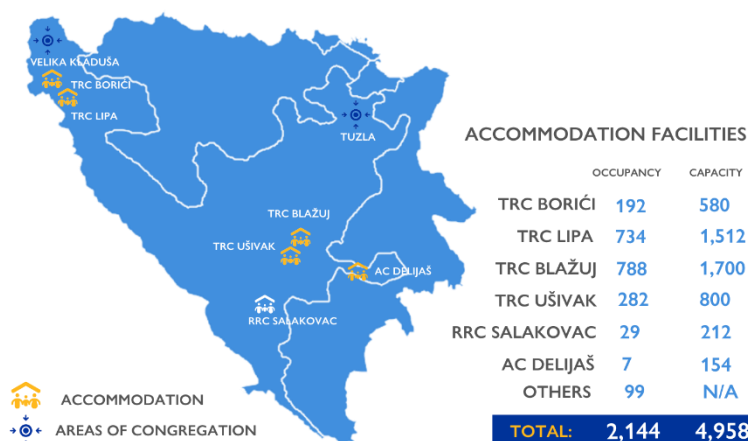 VELIKA KLADUŠA
TRC BORIĆI
TRC LIPA
TUZLA
TRC BLAŽUJ
TRC UŠIVAK
AC DELIJAŠ
RRC SALAKOVAC
ACCOMMODATION
AREAS OF CONGREGATION
ACCOMMODATION FACILITIES
OCCUPANCY CAPACITY
TRC BORIĆI 192 580
TRC LIPA 734 1,512
TRC BLAŽUJ 788 1,700
TRC UŠIVAK 282 800
RRC SALAKOVAC 29 212
AC DELIJAŠ 7 154
OTHERS 99 N/A
TOTAL: 2,144 4,958